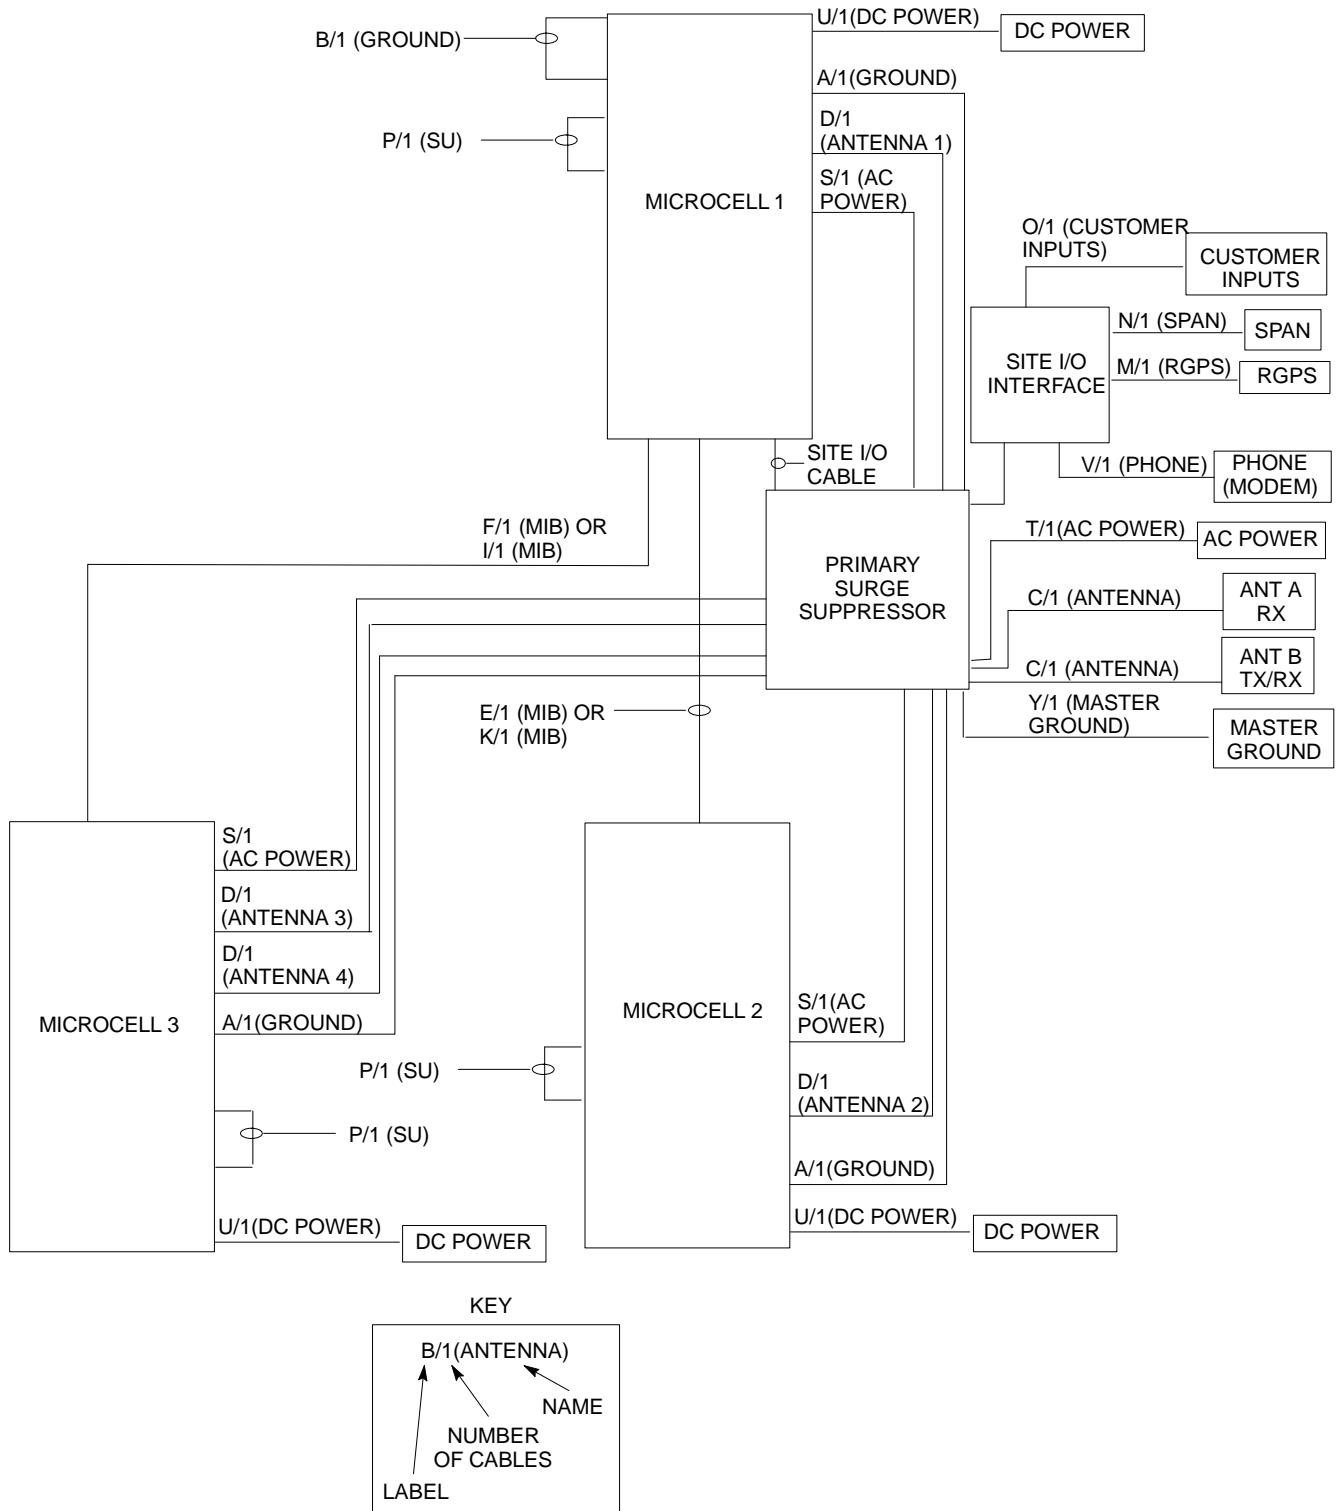 B/1 (GROUND)
U/1(DC POWER)
DC POWER
A/1(GROUND)
P/1 (SU)
D/1
(ANTENNA 1)
S/1 (AC
POWER)
MICROCELL 1
O/1 (CUSTOMER
INPUTS)
CUSTOMER
INPUTS
N/1 (SPAN)
SPAN
SITE I/O
INTERFACE
M/1 (RGPS)
RGPS
SITE I/O
CABLE
V/1 (PHONE)
PHONE
(MODEM)
F/1 (MIB) OR
I/1 (MIB)
T/1(AC POWER)
AC POWER
PRIMARY
SURGE
SUPPRESSOR
C/1 (ANTENNA)
ANT A
RX
C/1 (ANTENNA)
ANT B
TX/RX
E/1 (MIB) OR
K/1 (MIB)
Y/1 (MASTER
GROUND)
MASTER
GROUND
S/1
(AC POWER)
D/1
(ANTENNA 3)
D/1
(ANTENNA 4)
MICROCELL 3
A/1(GROUND)
MICROCELL 2
S/1(AC
POWER)
P/1 (SU)
D/1
(ANTENNA 2)
P/1 (SU)
A/1(GROUND)
U/1(DC POWER)
DC POWER
U/1(DC POWER)
DC POWER
KEY
B/1(ANTENNA)
NAME
NUMBER
OF CABLES
LABEL